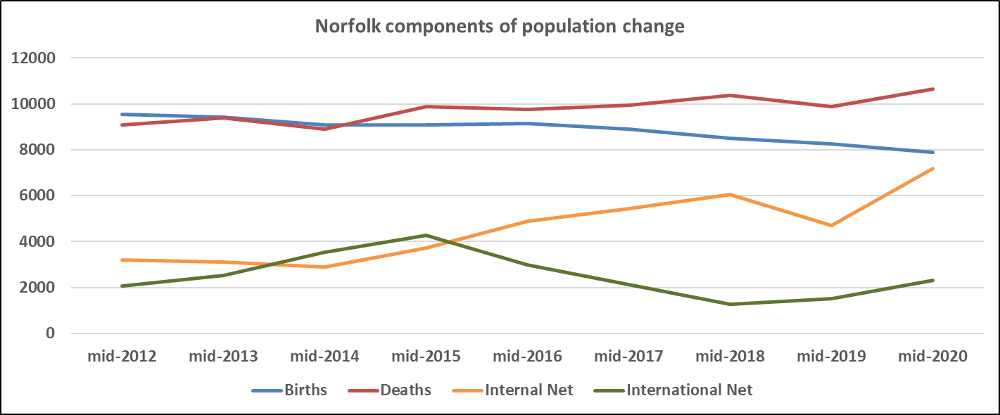 Norfolk components of population change
12000
10000
8000
6000
4000
2000
0
mid-2012 mid-2013 mid-2014 mid-2015 mid-2016 mid-2017 mid-2018 mid-2019 mid-2020
Births Deaths Internal Net International Net